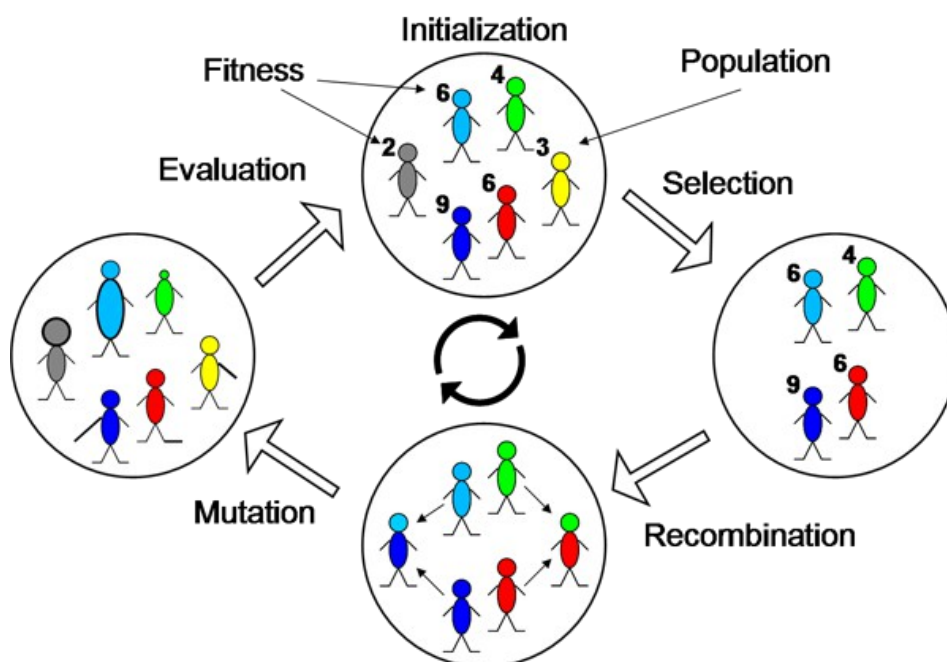 Initialization
Fitness
Population
6
4
2
3
9
6
Evaluation
Selection
6
4
9
6
Mutation
Recombination